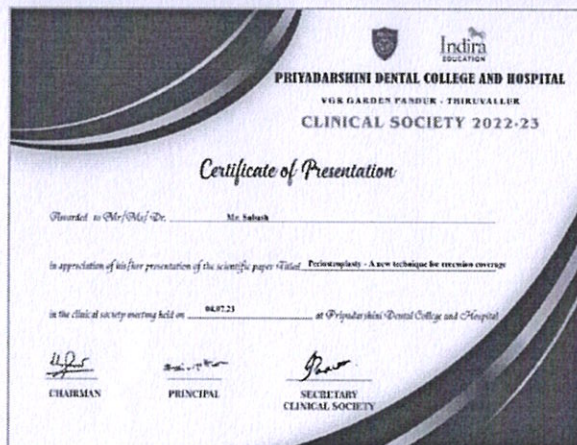 Indira
EDUCATION
PRIYADARSHINI DENTAL COLLEGE AND HOSPITAL
VGR GARDEN PANDUR - THIRUVALLUR
CLINICAL SOCIETY 2022-23
Certificate of Presentation
Awarded to Mr/Ms/ Dr. Mr. Subash
in appreciation of his/her presentation of the scientific paper Titled Periosteoplasty - A new technique for recession coverage
in the clinical society meeting held on 04.07.23 at Priyadarshini Dental College and Hospital
CHAIRMAN PRINCIPAL SECRETARY
CLINICAL SOCIETY